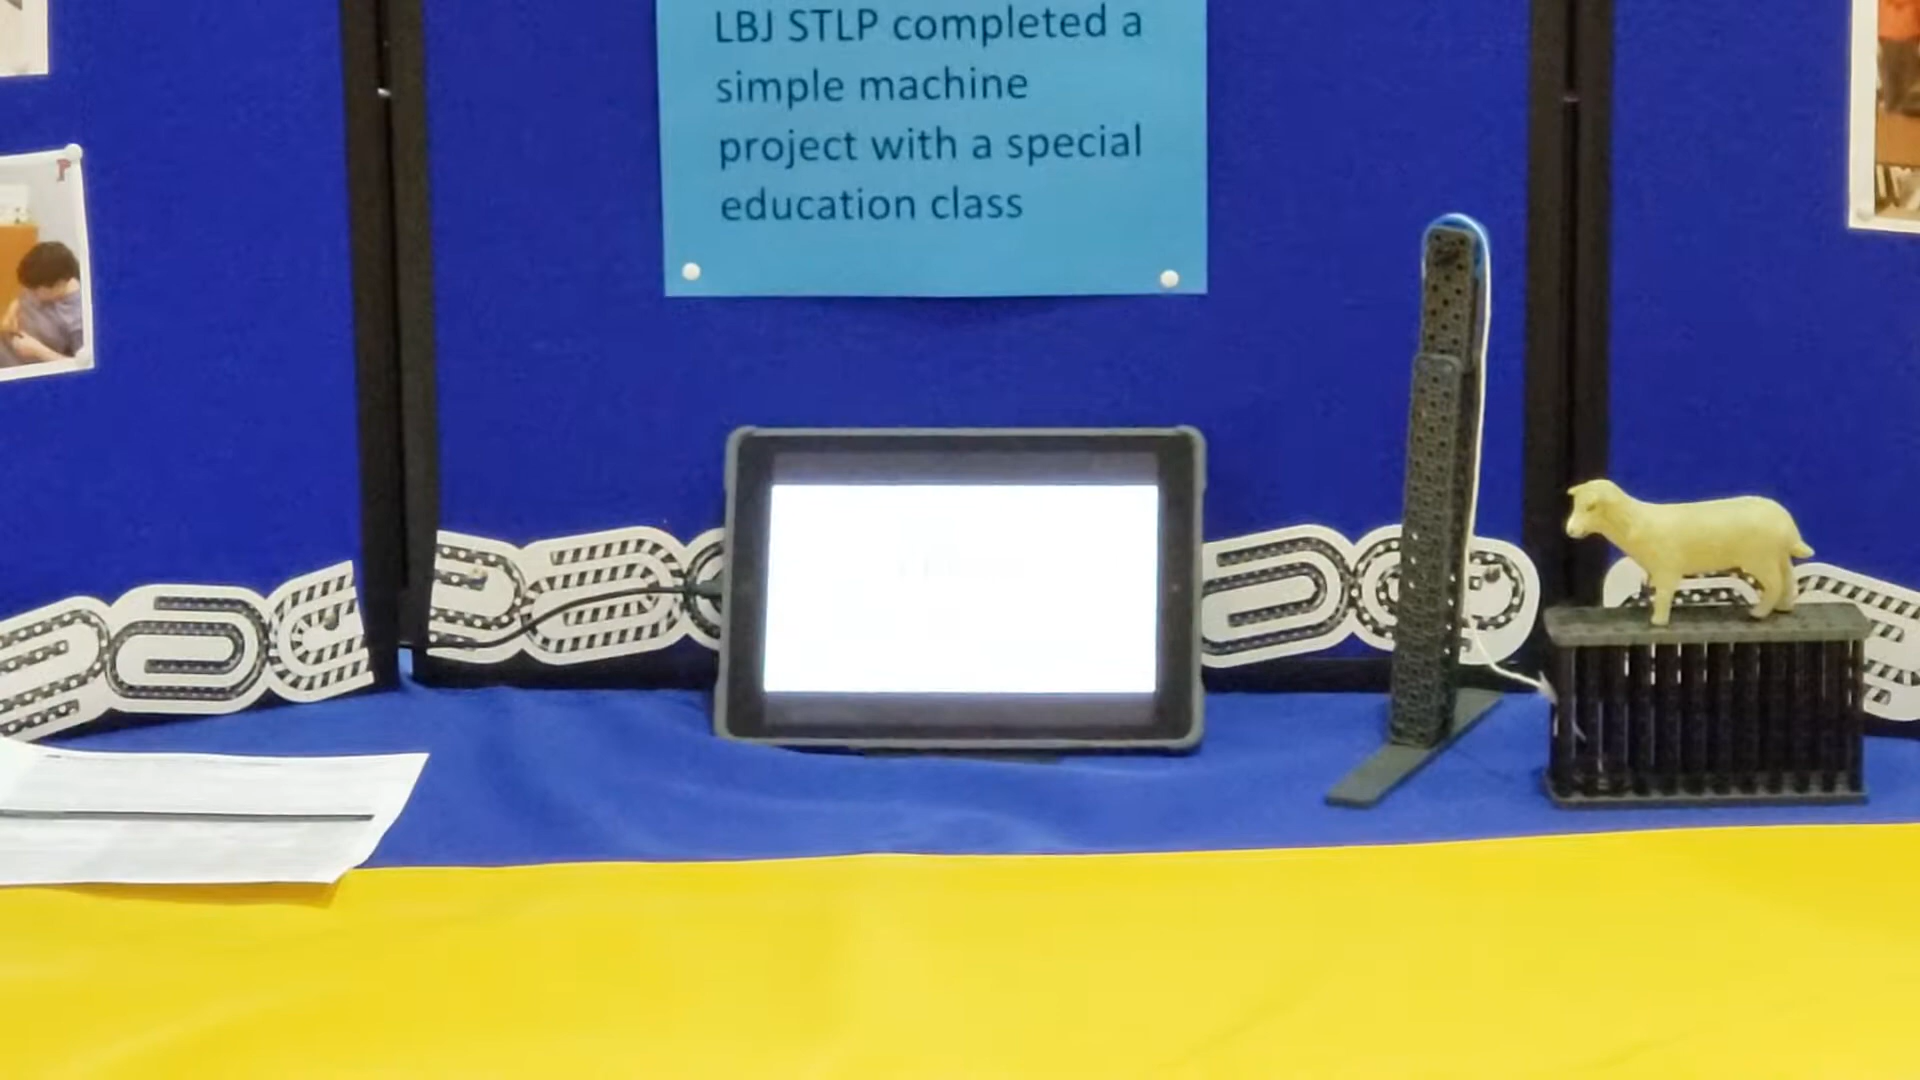 LBJ STLP completed a
simple machine
project with a special
education class